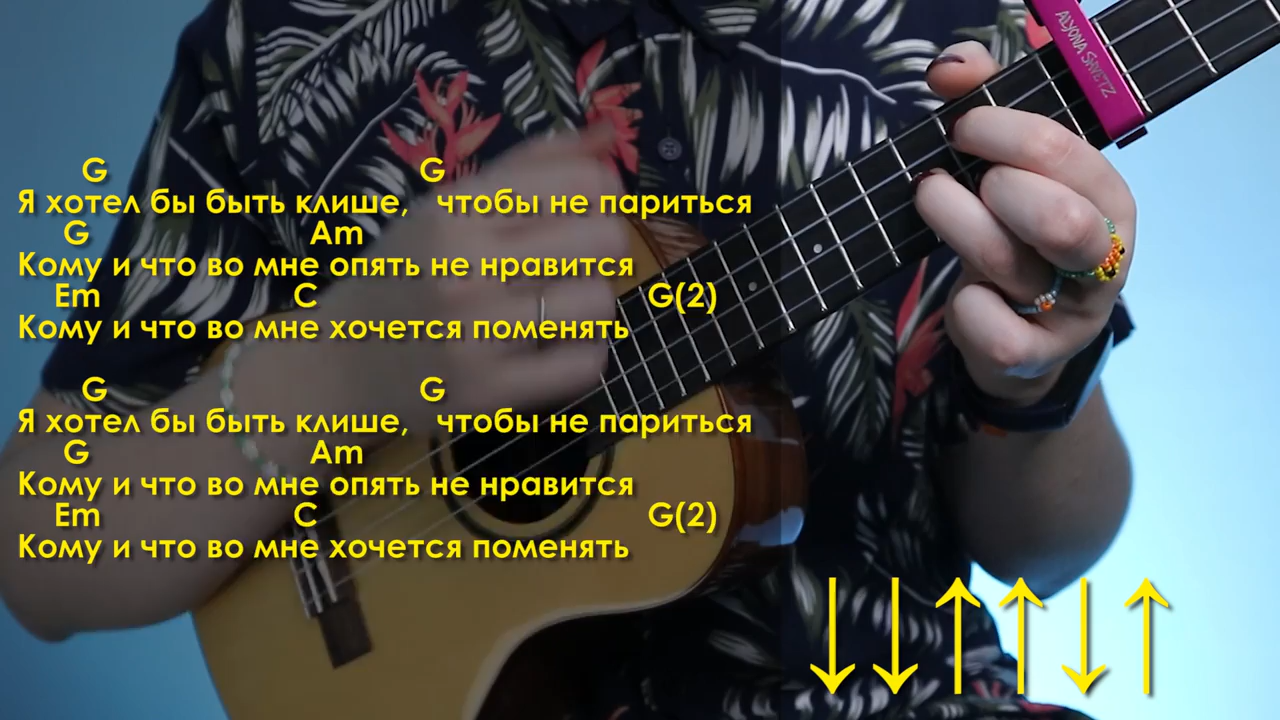 G G
Я хотел бы быть клише, чтобы не париться
G Am
Кому и что во мне опять не нравится
Em C G(2)
Кому и что во мне хочется поменять
G G
Я хотел бы быть клише, чтобы не париться
G Am
Кому и что во мне опять не нравится
Em C G(2)
Кому и что во мне хочется поменять
↓↓↑↑↓↑
ALYONA SHVETZ